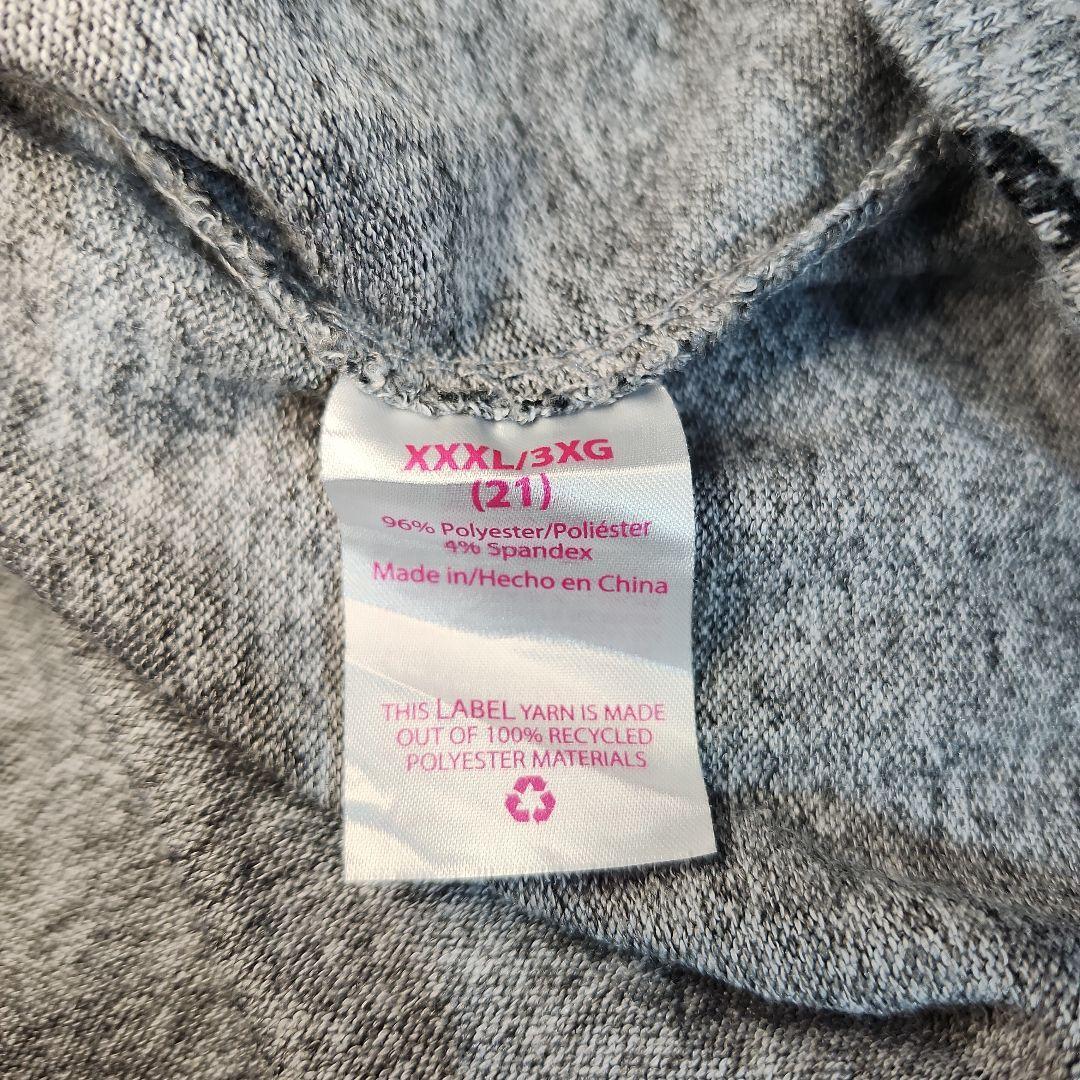 XXXL/3XG
(21)
96% Polyester/Poliéster
4% Spandex
Made in/Hecho en China
THIS LABEL YARN IS MADE
OUT OF 100% RECYCLED
POLYESTER MATERIALS